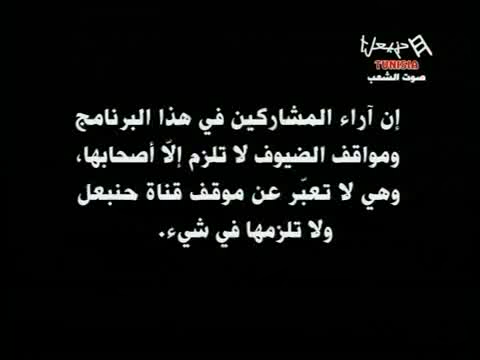 حنبعل
TUNISIA
صوت الشعب
إن آراء المشاركين في هذا البرنامج
ومواقف الضيوف لا تلزم إلّا أصحابها،
وهي لا تعبّر عن موقف قناة حنبعل
ولا تلزمها في شيء.